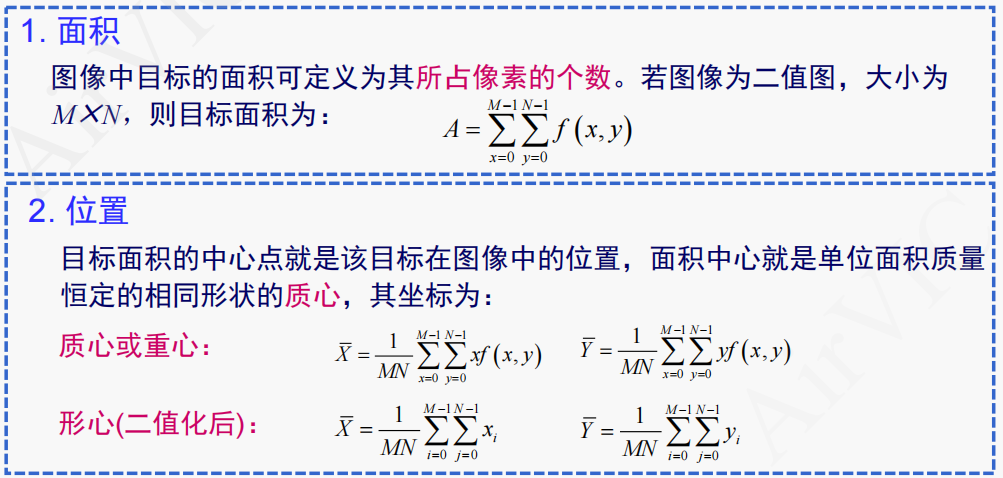 1. 面积
图像中目标的面积可定义为其所占像素的个数。若图像为二值图，大小为
M×N，则目标面积为：
A = \sum_{x=0}^{M-1} \sum_{y=0}^{N-1} f(x, y)
2. 位置
目标面积的中心点就是该目标在图像中的位置，面积中心就是单位面积质量
恒定的相同形状的质心，其坐标为：
质心或重心： \overline{X} = \frac{1}{MN} \sum_{x=0}^{M-1} \sum_{y=0}^{N-1} xf(x, y) \overline{Y} = \frac{1}{MN} \sum_{x=0}^{M-1} \sum_{y=0}^{N-1} yf(x, y)
形心(二值化后)： \overline{X} = \frac{1}{MN} \sum_{i=0}^{M-1} \sum_{j=0}^{N-1} x_i \overline{Y} = \frac{1}{MN} \sum_{i=0}^{M-1} \sum_{j=0}^{N-1} y_i
AirVIC